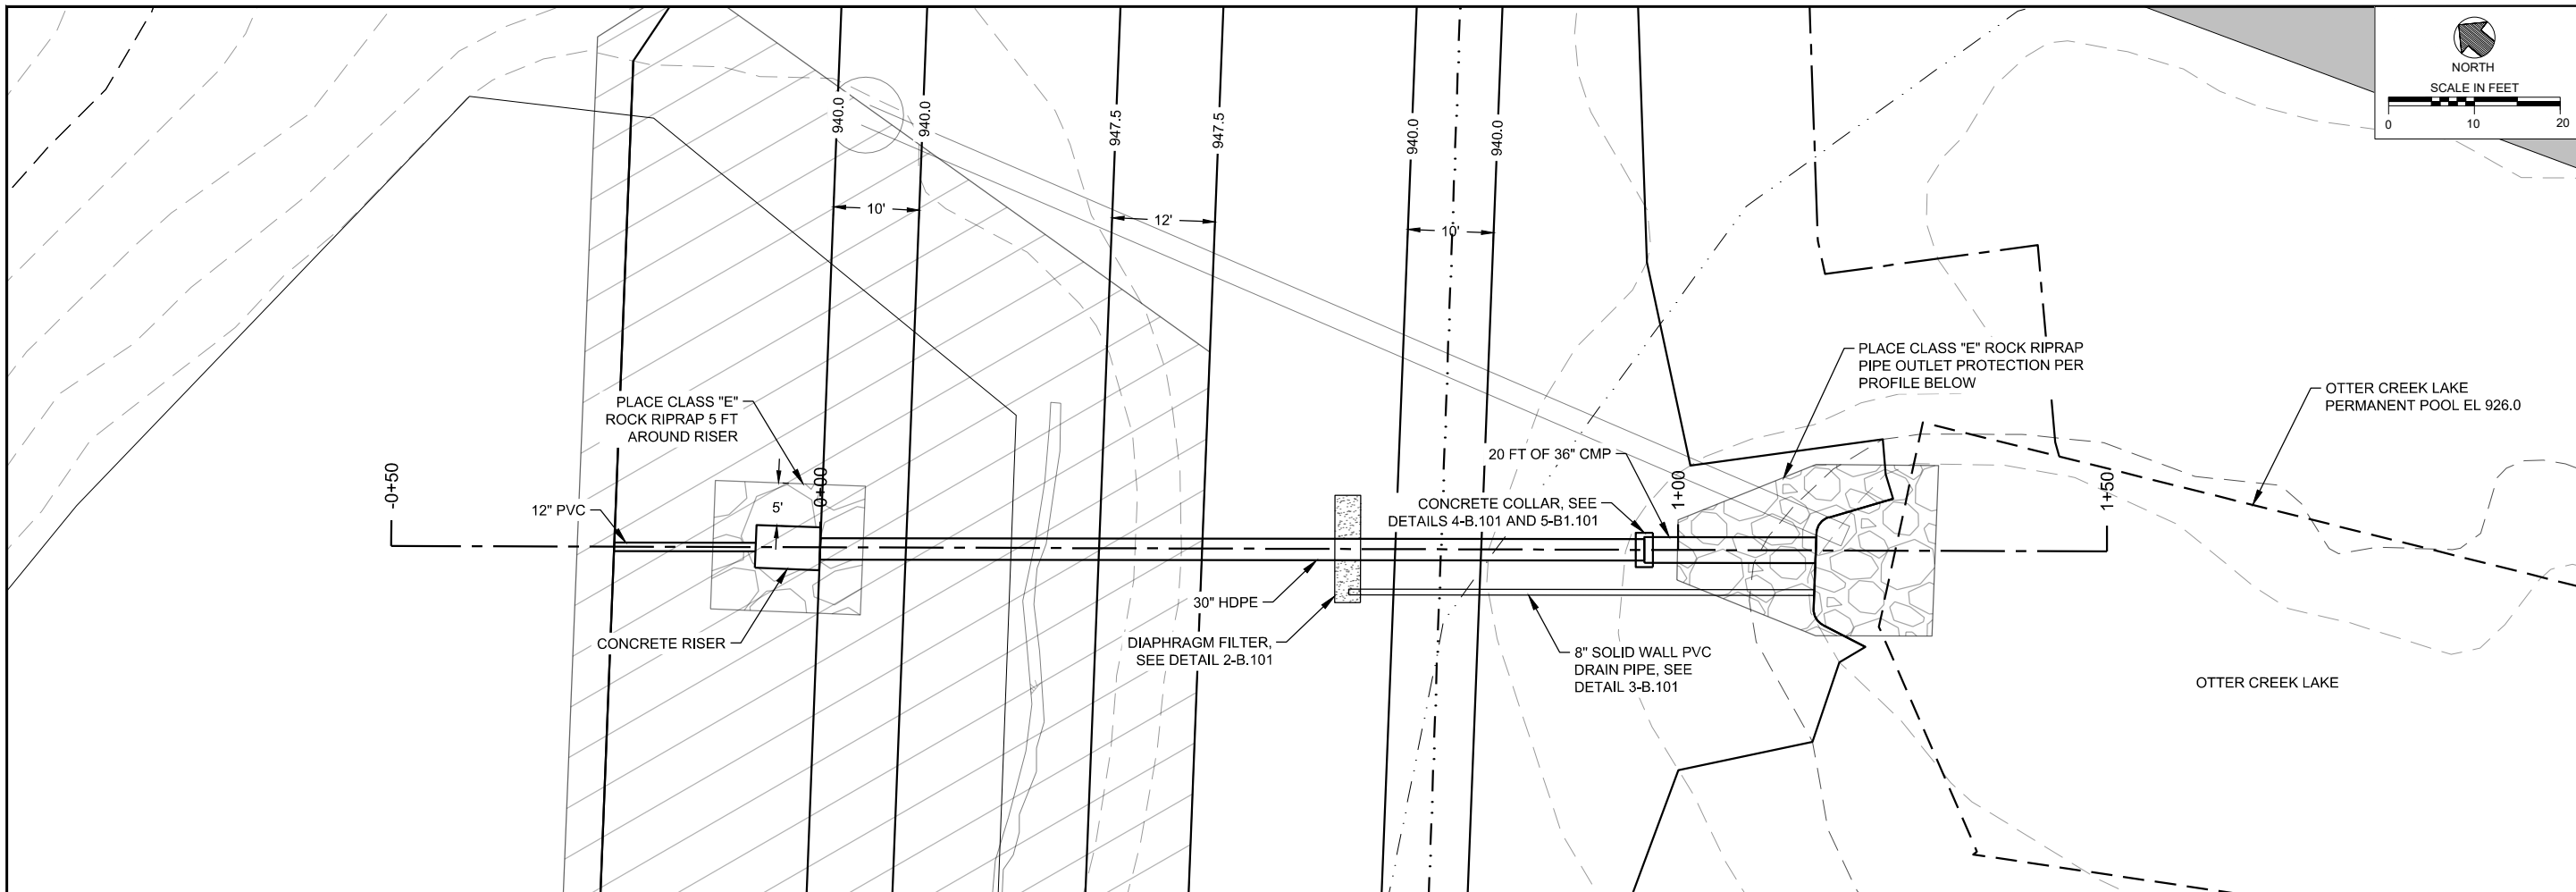 NORTH
SCALE IN FEET
0 10 20
940.0
940.0
947.5
947.5
940.0
940.0
10'
12'
10'
PLACE CLASS "E" ROCK RIPRAP
PIPE OUTLET PROTECTION PER
PROFILE BELOW
OTTER CREEK LAKE
PERMANENT POOL EL 926.0
PLACE CLASS "E"
ROCK RIPRAP 5 FT
AROUND RISER
20 FT OF 36" CMP
-0+50
0+00
1+00
1+50
12" PVC
5'
CONCRETE COLLAR, SEE
DETAILS 4-B.101 AND 5-B1.101
30" HDPE
CONCRETE RISER
DIAPHRAGM FILTER,
SEE DETAIL 2-B.101
8" SOLID WALL PVC
DRAIN PIPE, SEE
DETAIL 3-B.101
OTTER CREEK LAKE